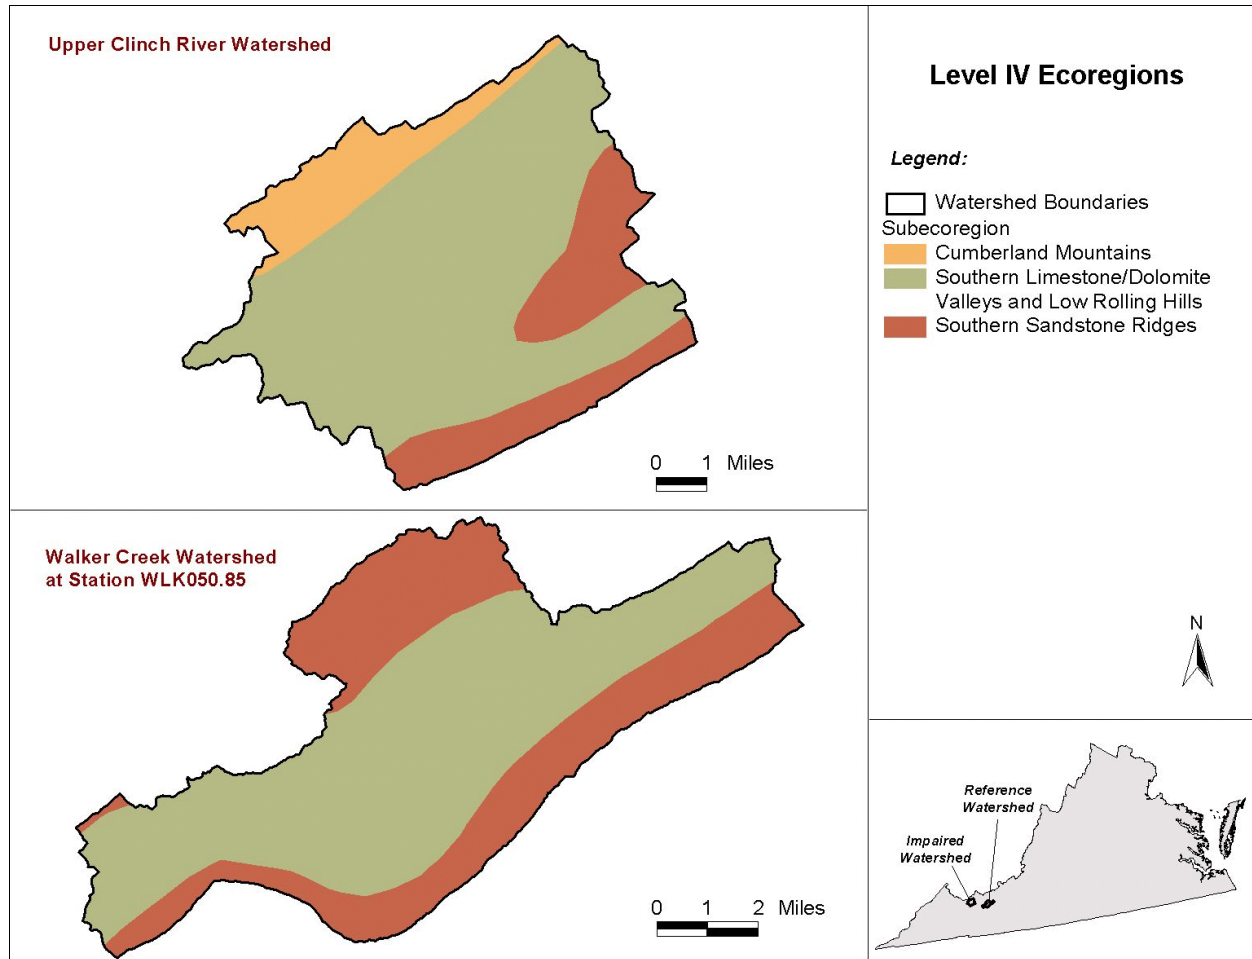 Upper Clinch River Watershed
0 1 Miles
Walker Creek Watershed
at Station WLK050.85
0 1 2 Miles
Level IV Ecoregions
Legend:
Watershed Boundaries
Subecoregion
Cumberland Mountains
Southern Limestone/Dolomite
Valleys and Low Rolling Hills
Southern Sandstone Ridges
N
Reference
Watershed
Impaired
Watershed